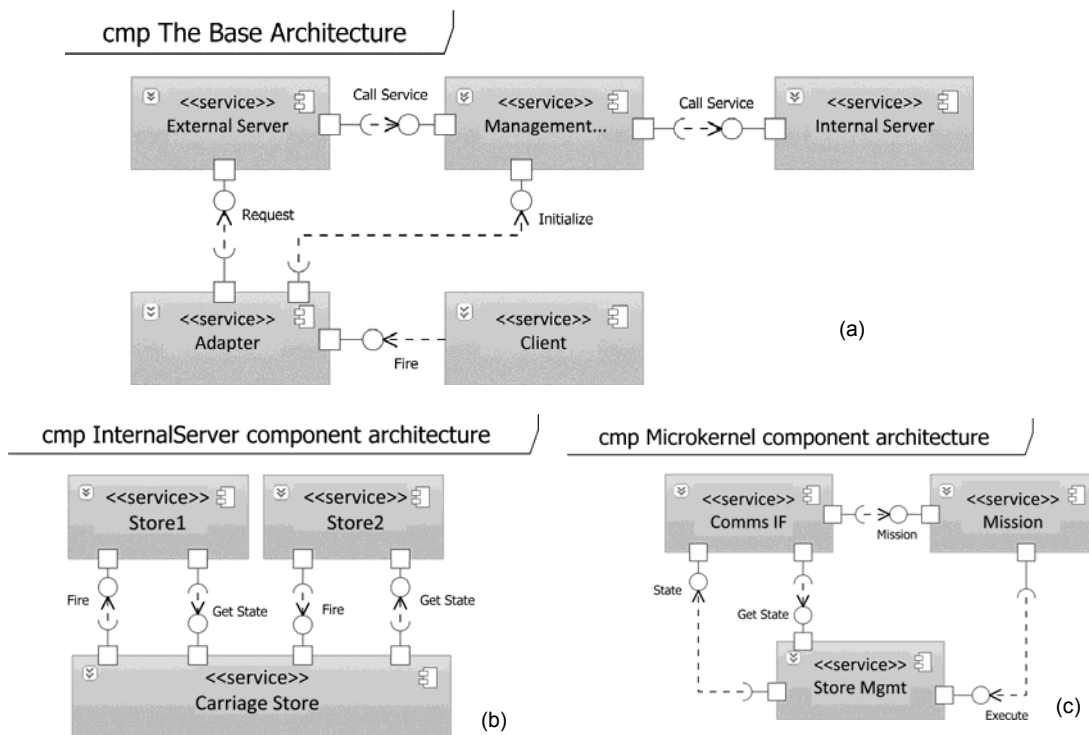 cmp The Base Architecture
<<service>>
External Server
Call Service
<<service>>
Management...
Call Service
<<service>>
Internal Server
Request
Initialize
<<service>>
Adapter
Fire
<<service>>
Client
(a)
cmp InternalServer component architecture
<<service>>
Store1
<<service>>
Store2
Fire
Get State
Fire
Get State
<<service>>
Carriage Store
(b)
cmp Microkernel component architecture
<<service>>
Comms IF
Mission
<<service>>
Mission
State
Get State
<<service>>
Store Mgmt
Execute
(c)